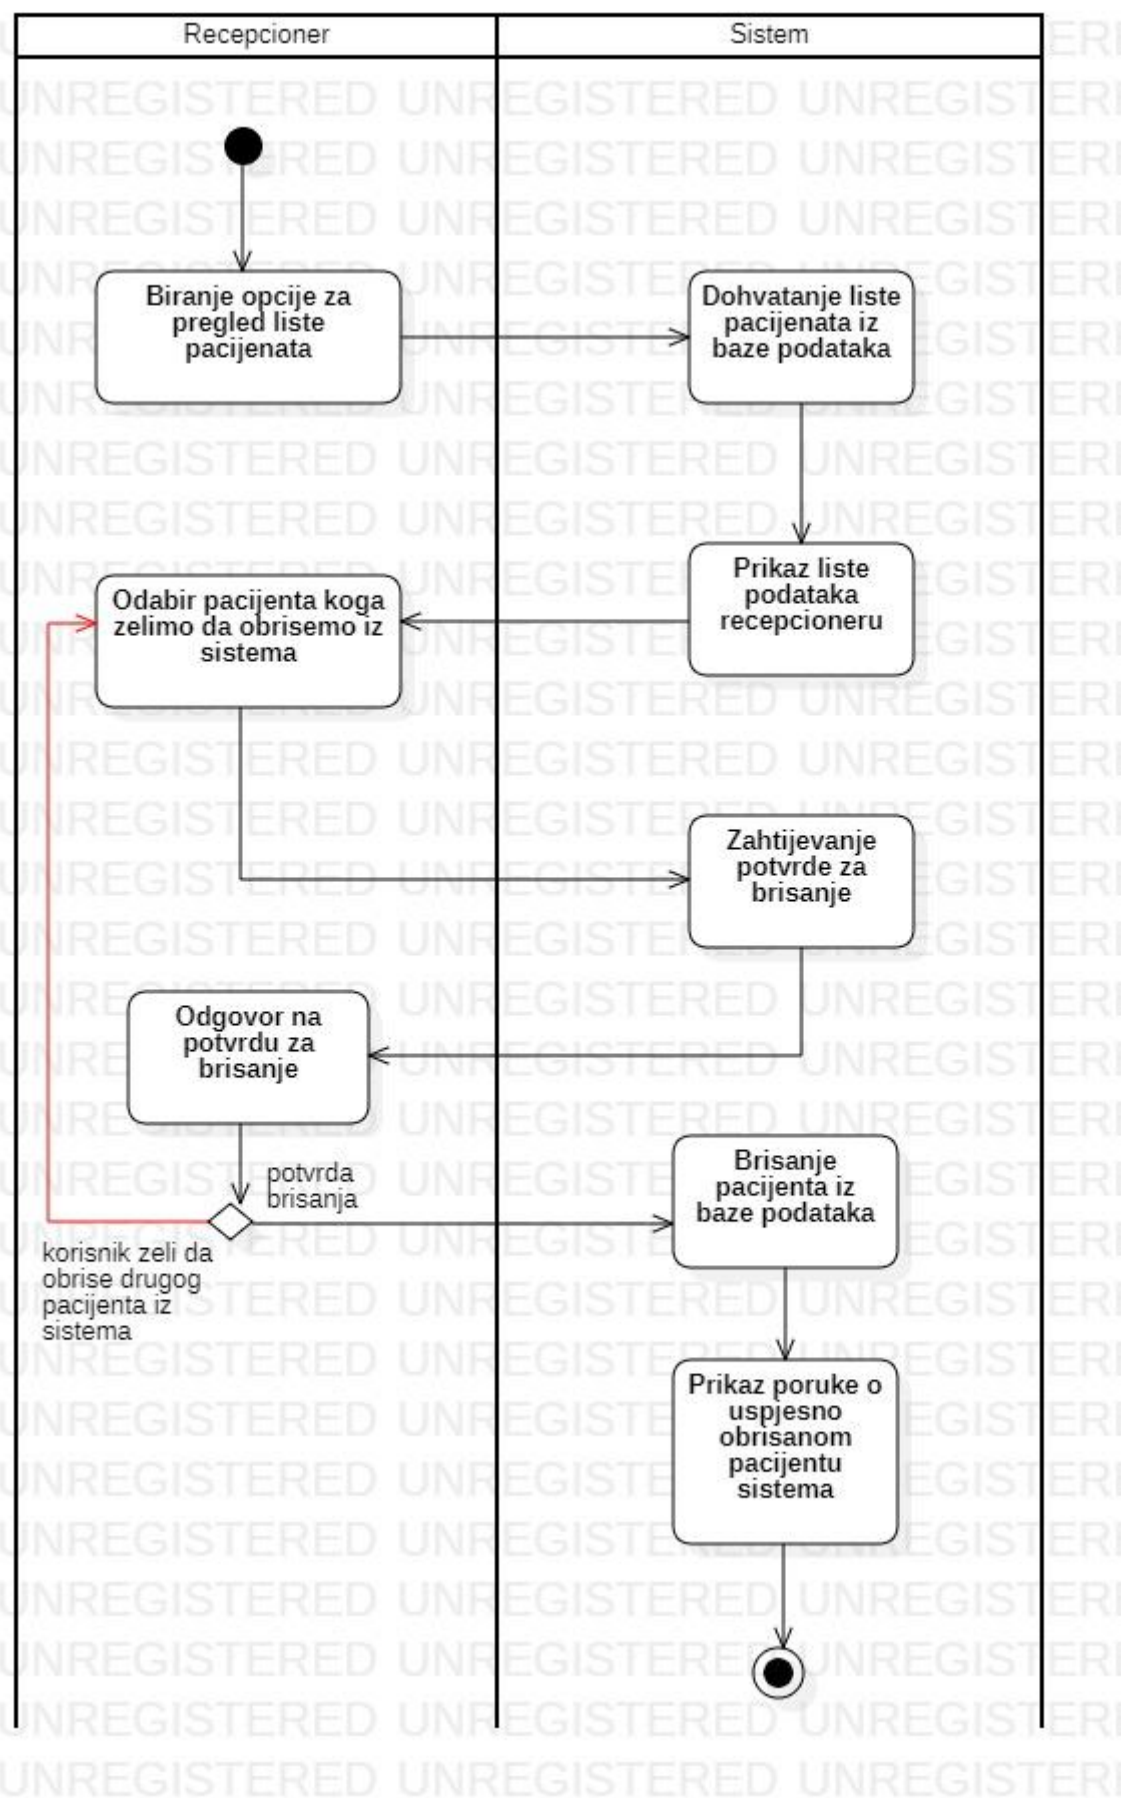 Recepcioner
Sistem
Biranje opcije za
pregled liste
pacijenata
Dohvatanje liste
pacijenata iz
baze podataka
Prikaz liste
podataka
recepcioneru
Odabir pacijenta koga
zelimo da obrisemo iz
sistema
Zahtijevanje
potvrde za
brisanje
Odgovor na
potvrdu za
brisanje
potvrda
brisanja
korisnik zeli da
obrise drugog
pacijenta iz
sistema
Brisanje
pacijenta iz
baze podataka
Prikaz poruke o
uspjesno
obrisanom
pacijentu
sistema
UNREGISTERED